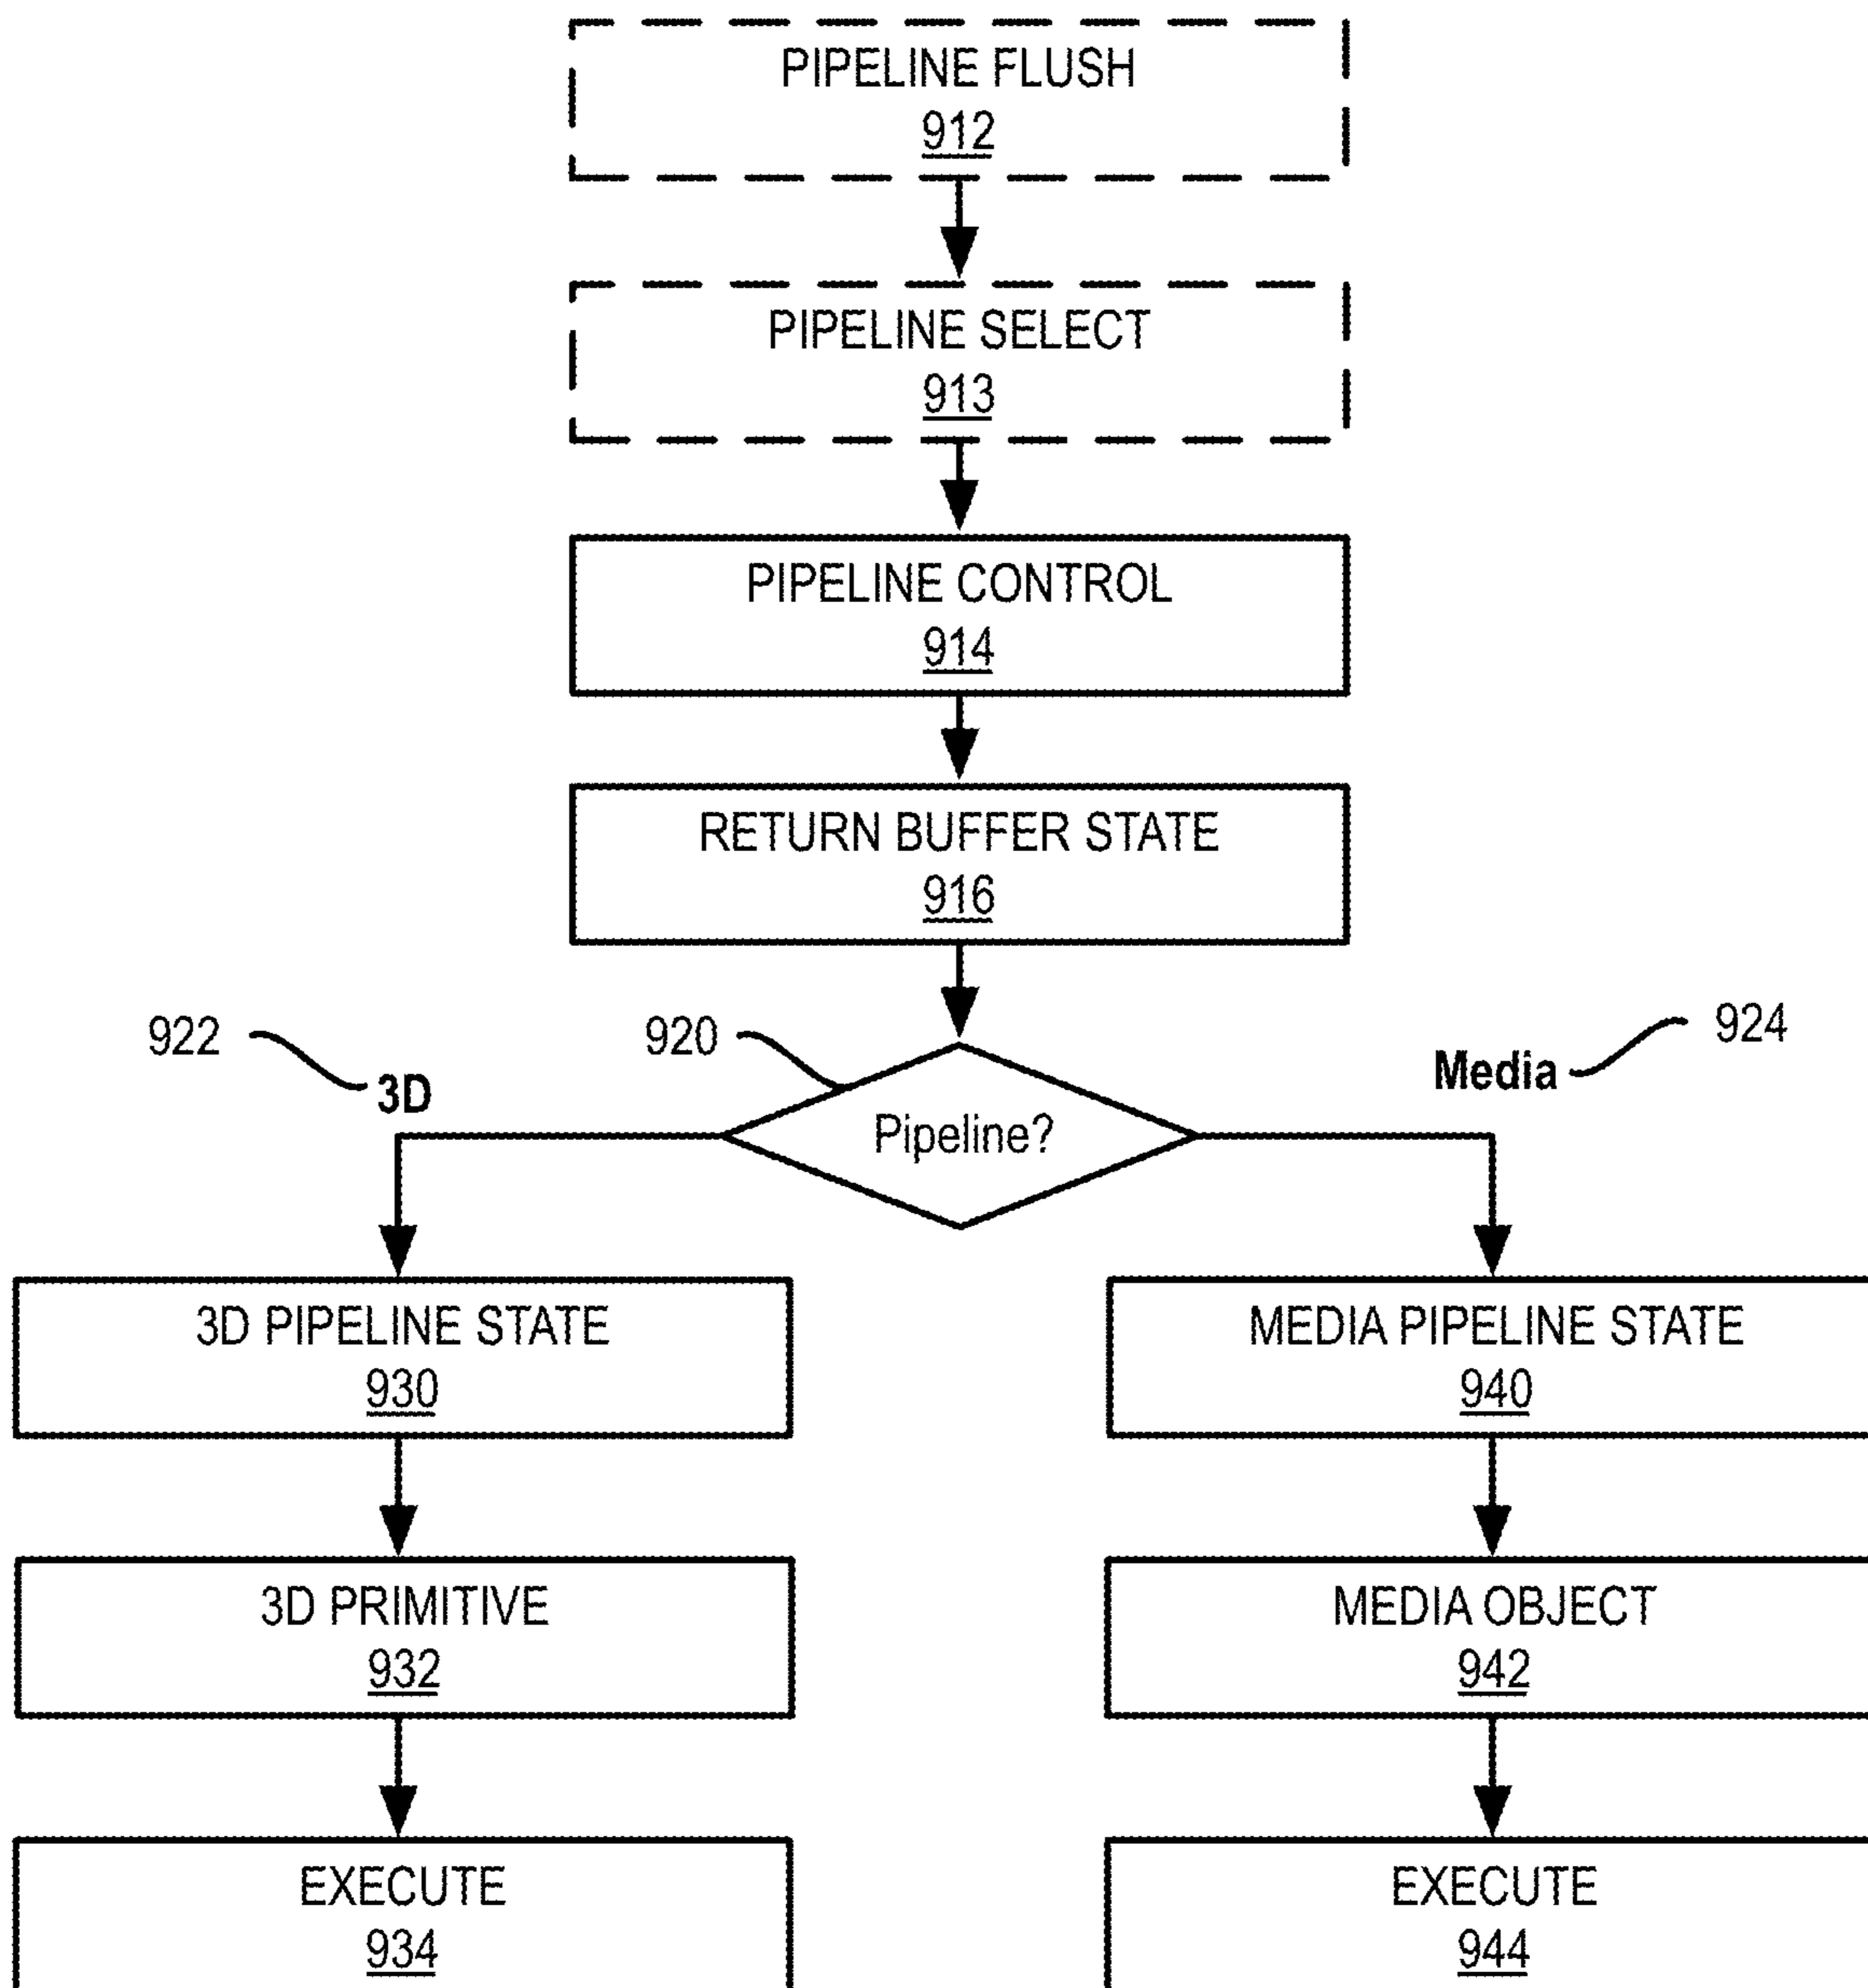 PIPELINE FLUSH
912
PIPELINE SELECT
913
PIPELINE CONTROL
914
RETURN BUFFER STATE
916
922
920
924
3D
Media
Pipeline?
3D PIPELINE STATE
930
MEDIA PIPELINE STATE
940
3D PRIMITIVE
932
MEDIA OBJECT
942
EXECUTE
934
EXECUTE
944